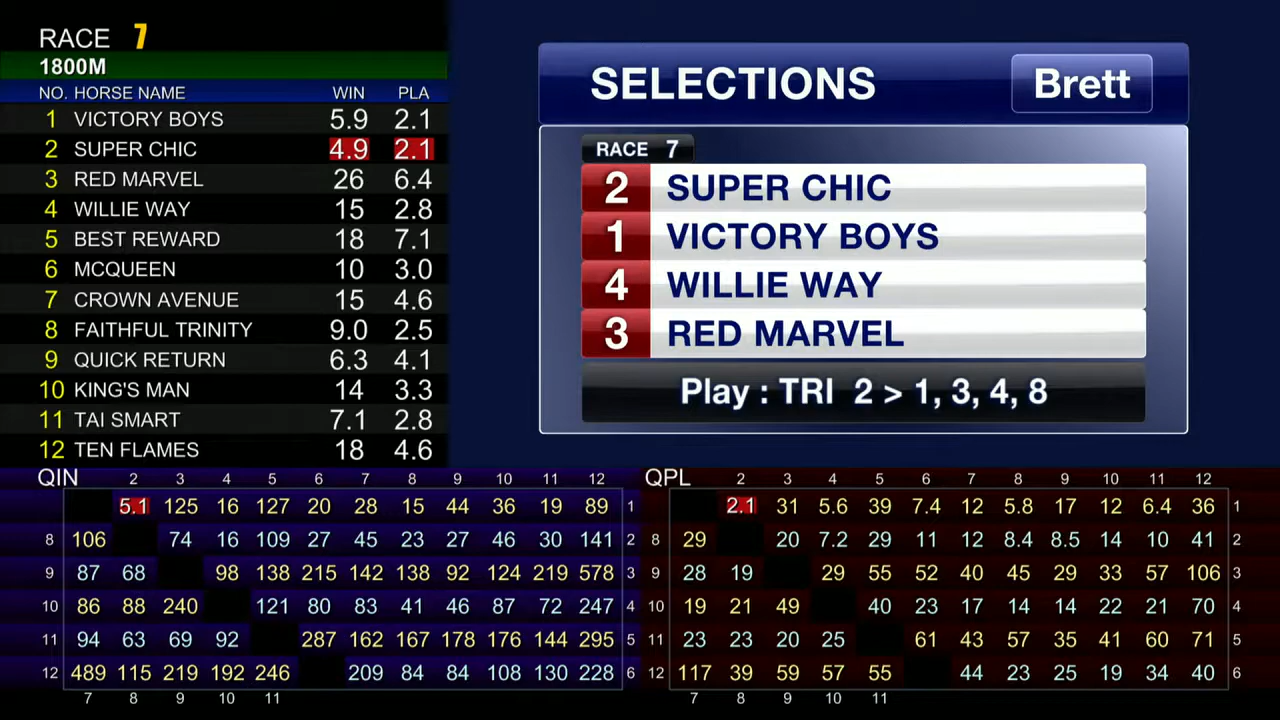 RACE 7
1800M
NO. HORSE NAME WIN PLA
1 VICTORY BOYS 5.9 2.1
2 SUPER CHIC 4.9 2.1
3 RED MARVEL 26 6.4
4 WILLIE WAY 15 2.8
5 BEST REWARD 18 7.1
6 MCQUEEN 10 3.0
7 CROWN AVENUE 15 4.6
8 FAITHFUL TRINITY 9.0 2.5
9 QUICK RETURN 6.3 4.1
10 KING'S MAN 14 3.3
11 TAI SMART 7.1 2.8
12 TEN FLAMES 18 4.6
SELECTIONS Brett
RACE 7
2 SUPER CHIC
1 VICTORY BOYS
4 WILLIE WAY
3 RED MARVEL
Play : TRI 2 > 1, 3, 4, 8
QIN 2 3 4 5 6 7 8 9 10 11 12
5.1 125 16 127 20 28 15 44 36 19 89 1
8 106 74 16 109 27 45 23 27 46 30 141 2
9 87 68 98 138 215 142 138 92 124 219 578 3
10 86 88 240 121 80 83 41 46 87 72 247 4
11 94 63 69 92 287 162 167 178 176 144 295 5
12 489 115 219 192 246 209 84 84 108 130 228 6
7 8 9 10 11
QPL 2 3 4 5 6 7 8 9 10 11 12
2.1 31 5.6 39 7.4 12 5.8 17 12 6.4 36 1
8 29 20 7.2 29 11 12 8.4 8.5 14 10 41 2
9 28 19 29 55 52 40 45 29 33 57 106 3
10 19 21 49 40 23 17 14 14 22 21 70 4
11 23 23 20 25 61 43 57 35 41 60 71 5
12 117 39 59 57 55 44 23 25 19 34 40 6
7 8 9 10 11